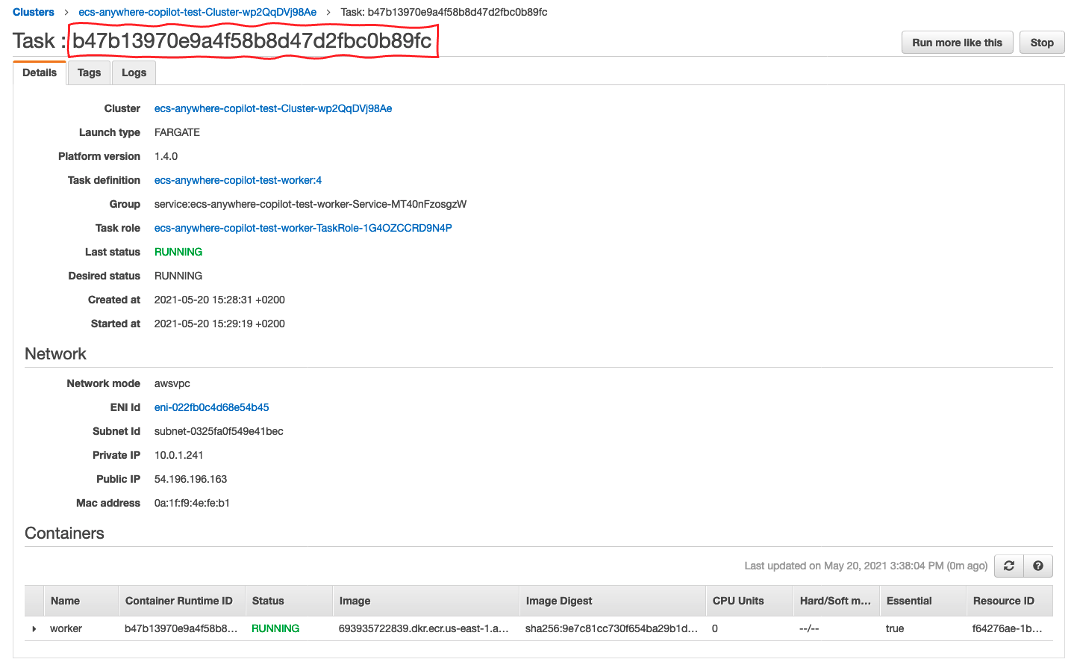 Clusters > ecs-anywhere-copilot-test-Cluster-wp2QqDVj98Ae > Task: b47b13970e9a4f58b8d47d2fbc0b89fc
Task : b47b13970e9a4f58b8d47d2fbc0b89fc
Run more like this Stop
Details Tags Logs
Cluster ecs-anywhere-copilot-test-Cluster-wp2QqDVj98Ae
Launch type FARGATE
Platform version 1.4.0
Task definition ecs-anywhere-copilot-test-worker:4
Group service:ecs-anywhere-copilot-test-worker-Service-MT40nFzosgzW
Task role ecs-anywhere-copilot-test-worker-TaskRole-1G4OZCCRD9N4P
Last status RUNNING
Desired status RUNNING
Created at 2021-05-20 15:28:31 +0200
Started at 2021-05-20 15:29:19 +0200
Network
Network mode awsvpc
ENI Id eni-022fb0c4d68e54b45
Subnet Id subnet-0325fa0f549e41bec
Private IP 10.0.1.241
Public IP 54.196.196.163
Mac address 0a:1f:f9:4e:fe:b1
Containers
Last updated on May 20, 2021 3:38:04 PM (0m ago)
Name Container Runtime ID Status Image Image Digest CPU Units Hard/Soft m... Essential Resource ID
worker b47b13970e9a4f58b8... RUNNING 693935722839.dkr.ecr.us-east-1.a... sha256:9e7c81cc730f654ba29b1d... 0 --/-- true f64276ae-1b...